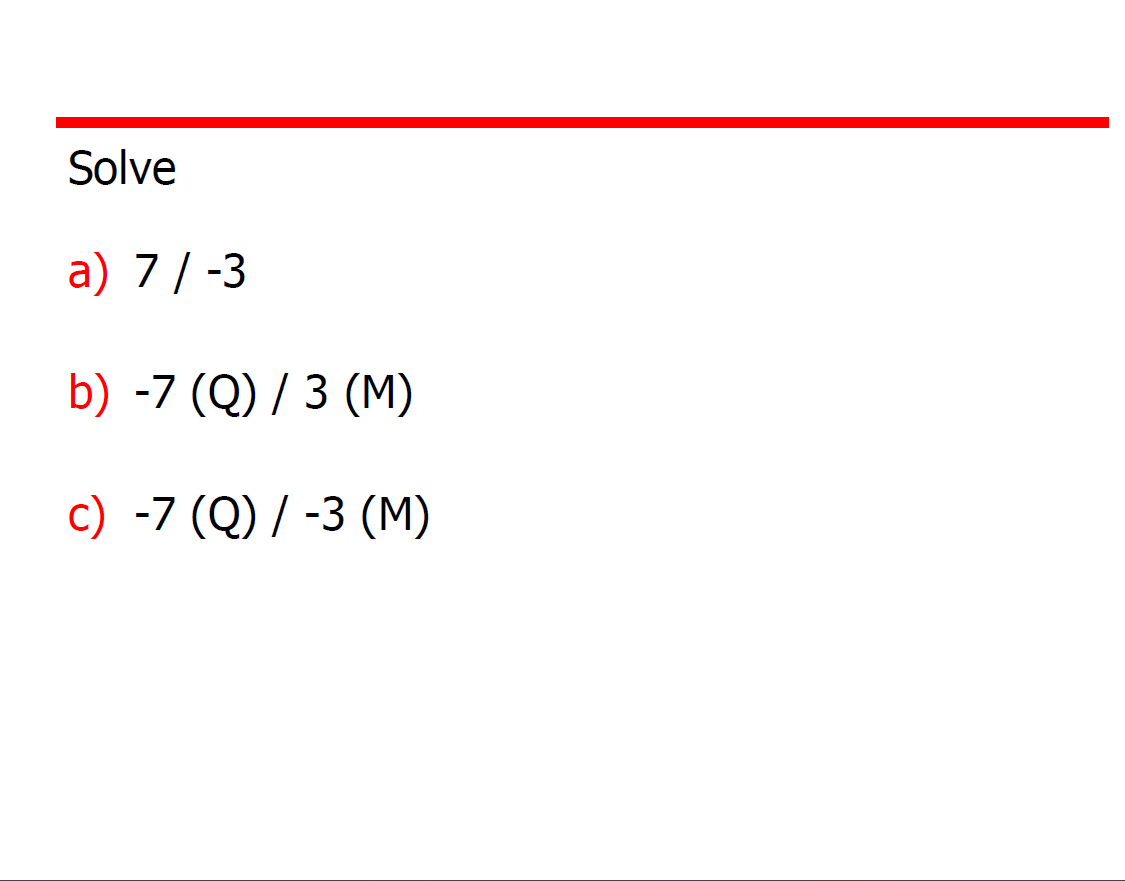 Solve
a) 7 / -3
b) -7 (Q) / 3 (M)
c) -7 (Q) / -3 (M)